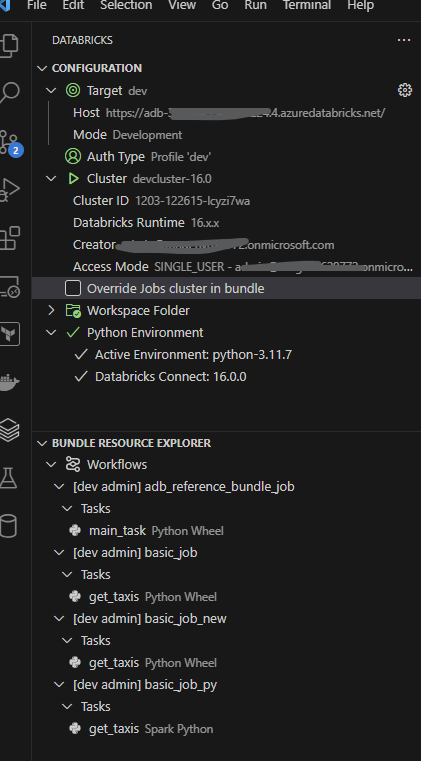 File Edit Selection View Go Run Terminal Help
DATABRICKS
CONFIGURATION
Target dev
Host https://adb- 4.azuredatabricks.net/
Mode Development
Auth Type Profile 'dev'
Cluster devcluster-16.0
Cluster ID 1203-122615-lcyzi7wa
Databricks Runtime 16.x.x
Creator .onmicrosoft.com
Access Mode SINGLE_USER - onmicro...
Override Jobs cluster in bundle
Workspace Folder
Python Environment
Active Environment: python-3.11.7
Databricks Connect: 16.0.0
2
BUNDLE RESOURCE EXPLORER
Workflows
[dev admin] adb_reference_bundle_job
Tasks
main_task Python Wheel
[dev admin] basic_job
Tasks
get_taxis Python Wheel
[dev admin] basic_job_new
Tasks
get_taxis Python Wheel
[dev admin] basic_job_py
Tasks
get_taxis Spark Python